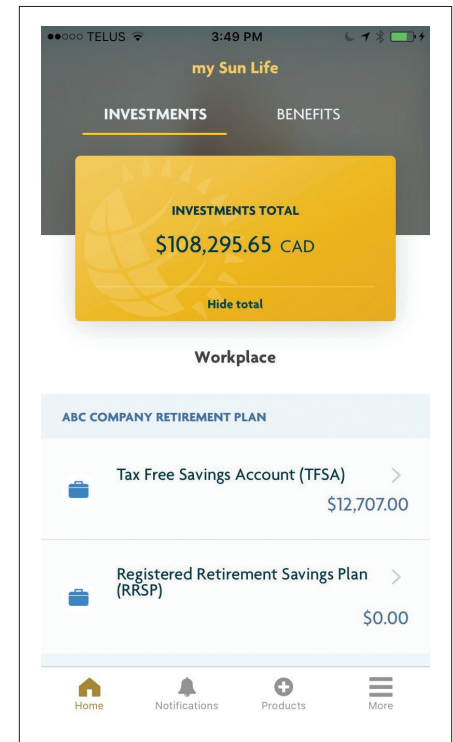 TELUS 3:49 PM
my Sun Life
INVESTMENTS BENEFITS
INVESTMENTS TOTAL
$108,295.65 CAD
Hide total
Workplace
ABC COMPANY RETIREMENT PLAN
Tax Free Savings Account (TFSA)
$12,707.00
Registered Retirement Savings Plan
(RRSP)
$0.00
Home Notifications Products More